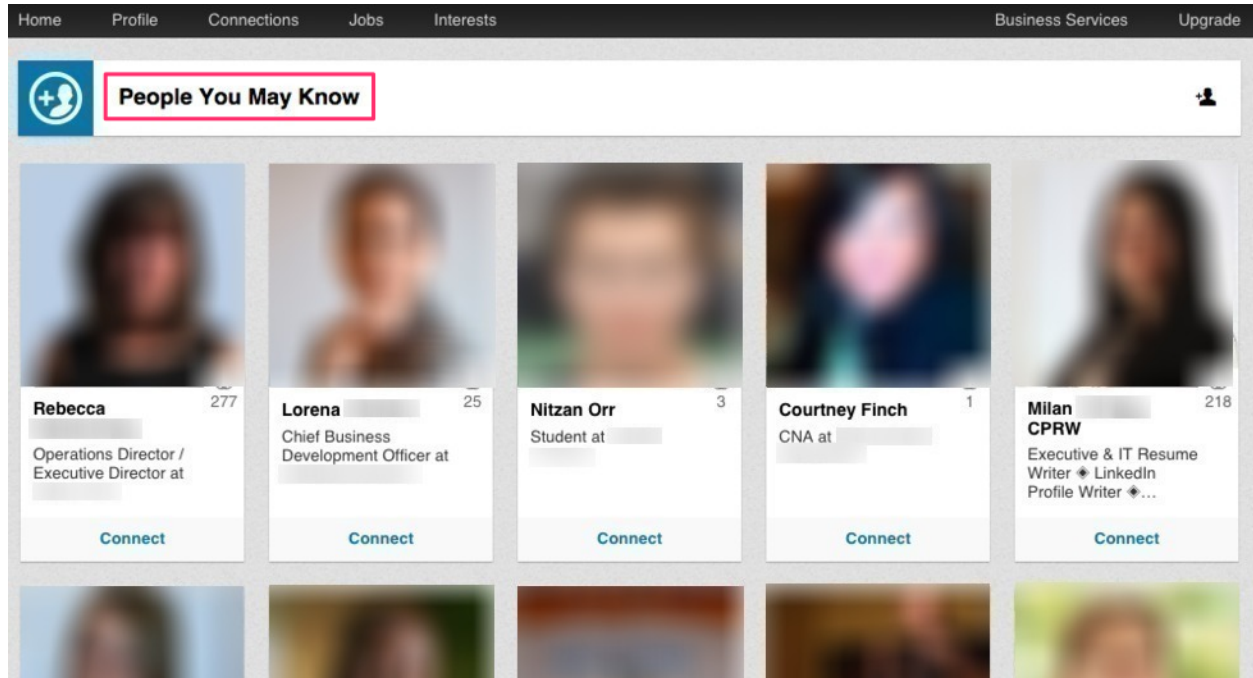 Home Profile Connections Jobs Interests Business Services Upgrade
People You May Know
Rebecca 277
Operations Director /
Executive Director at
Connect
Lorena 25
Chief Business
Development Officer at
Connect
Nitzan Orr 3
Student at
Connect
Courtney Finch 1
CNA at
Connect
Milan 218
CPRW
Executive & IT Resume
Writer ◈ LinkedIn
Profile Writer ◈...
Connect